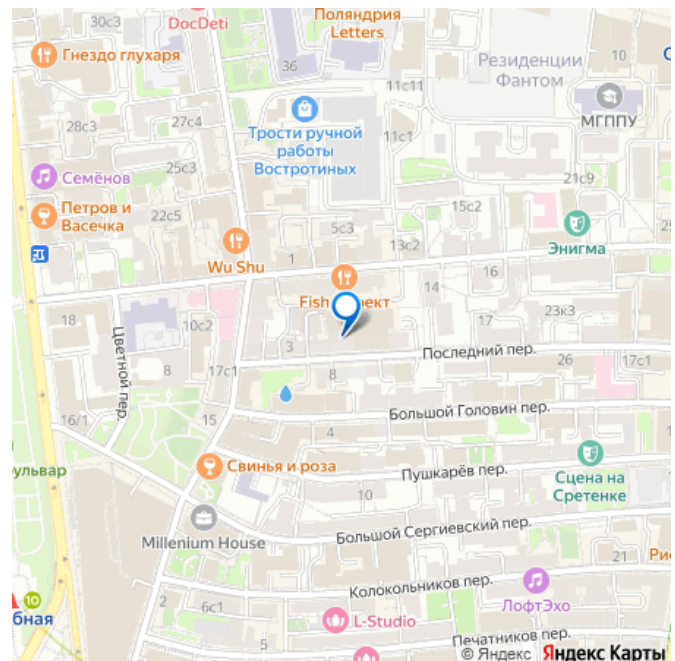 30с3
DocDeti
Поляндрия
Letters
Гнездо глухаря
36
Резиденции
Фантом
10
С
11с11
МГППУ
28с3
27с4
Трости ручной
работы
Востротиных
11с1
25с3
Семёнов
21с9
Петров и
Васечка
22с5
15с2
5с3
Энигма
25
13с2
Wu Shu
1
Fish
ект
14
16
18
10с2
Цветной пер.
3
17
23к3
Последний пер.
8
17с1
8
26
17с1
16/1
15
Большой Головин пер.
4
ульвар
Свинья и роза
Пушкарёв пер.
Сцена на
Сретенке
10
Millenium House
Большой Сергиевский пер.
21
Рис
Колокольников пер.
10
бная
2
6с1
ЛофтЭхо
L-Studio
5
Печатников пер.
© Яндекс Яндекс Карты